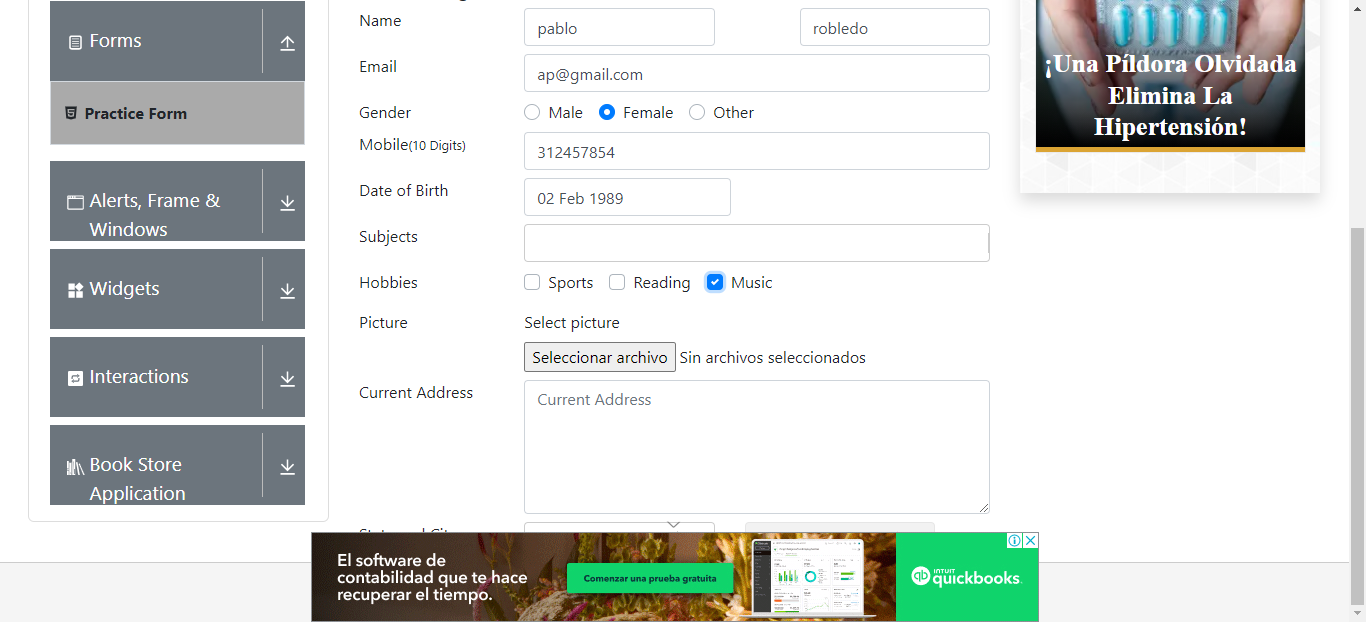 Forms
Practice Form
Alerts, Frame &
Windows
Widgets
Interactions
Book Store
Application
Name
pablo
robledo
Email
ap@gmail.com
Gender
Male
Female
Other
Mobile(10 Digits)
312457854
Date of Birth
02 Feb 1989
Subjects
Hobbies
Sports
Reading
Music
Picture
Select picture
Seleccionar archivo Sin archivos seleccionados
Current Address
Current Address
¡Una Píldora Olvidada
Elimina La
Hipertensión!
El software de
contabilidad que te hace
recuperar el tiempo.
Comenzar una prueba gratuita
INTUIT
quickbooks.